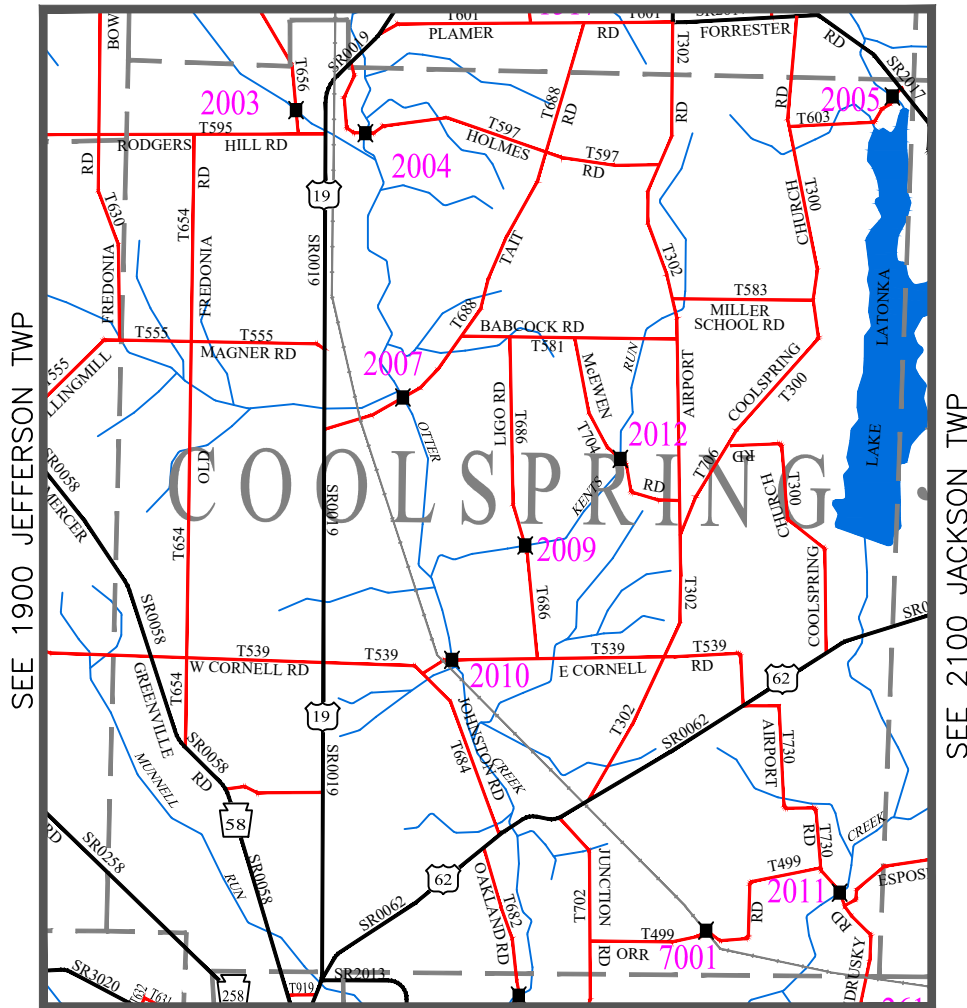 T601
T601
PLAMER
RD
FORRESTER
RD
SR2017
BOW
T656
SR0019
T302
2003
2005
T688
RD
RD
RD
T603
T595
RODGERS
HILL RD
T597
HOLMES
T597
RD
2004
RD
RD
T630
T654
19
CHURCH
T300
FREDONIA
FREDONIA
SR0019
TAIT
T302
T583
MILLER
SCHOOL RD
LATONKA
T688
BABCOCK RD
T581
T555
T555
MAGNER RD
SEE 1900 JEFFERSON TWP
T555
LLINGMILL
2007
McEWEN
RUN
AIRPORT
COOLSPRING
T300
LIGO RD
T686
OTTER
T704
2012
RD
T706
RD
LAKE
SEE 2100 JACKSON TWP
COOLSPRING
OLD
SR0058
MERCER
SR0019
KENTS
T300
CHURCH
T654
2009
T686
T302
COOLSPRING
SR0058
T539
W CORNELL RD
T539
2010
E CORNELL
T539
RD
62
GREENVILLE
T654
19
JOHNSTON RD
T302
SR0058
RD
SR0019
T684
CREEK
SR0062
AIRPORT
T730
MUNNELL
58
SR0258
RD
CREEK
T730
RD
RUN
SR0058
62
SR0062
OAKLAND RD
T682
T702
JUNCTION
RD
T499
2011
ESPOS
RD
RD
T499
ORR
7001
DRUSKY
SR3020
258
T919
SR2013
T632
T631